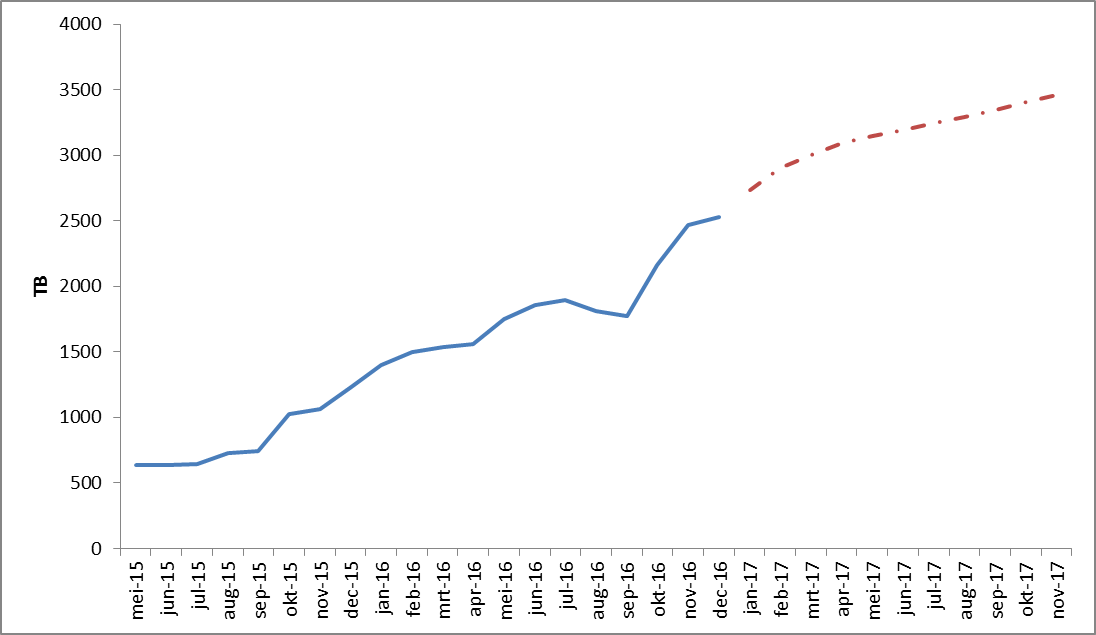 4000
3500
3000
2500
2000
1500
1000
500
0
TB
mei-15
jun-15
jul-15
aug-15
sep-15
okt-15
nov-15
dec-15
jan-16
feb-16
mrt-16
apr-16
mei-16
jun-16
jul-16
aug-16
sep-16
okt-16
nov-16
dec-16
jan-17
feb-17
mrt-17
apr-17
mei-17
jun-17
jul-17
aug-17
sep-17
okt-17
nov-17